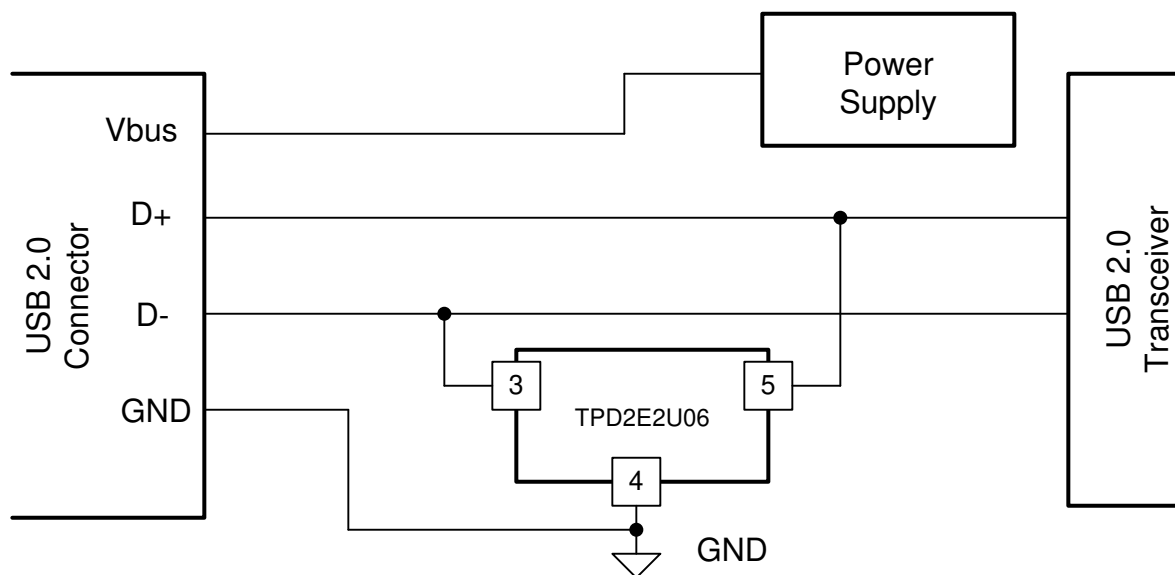 Power
Supply
Vbus
D+
D-
GND
USB 2.0
Connector
USB 2.0
Transceiver
3
5
TPD2E2U06
4
GND